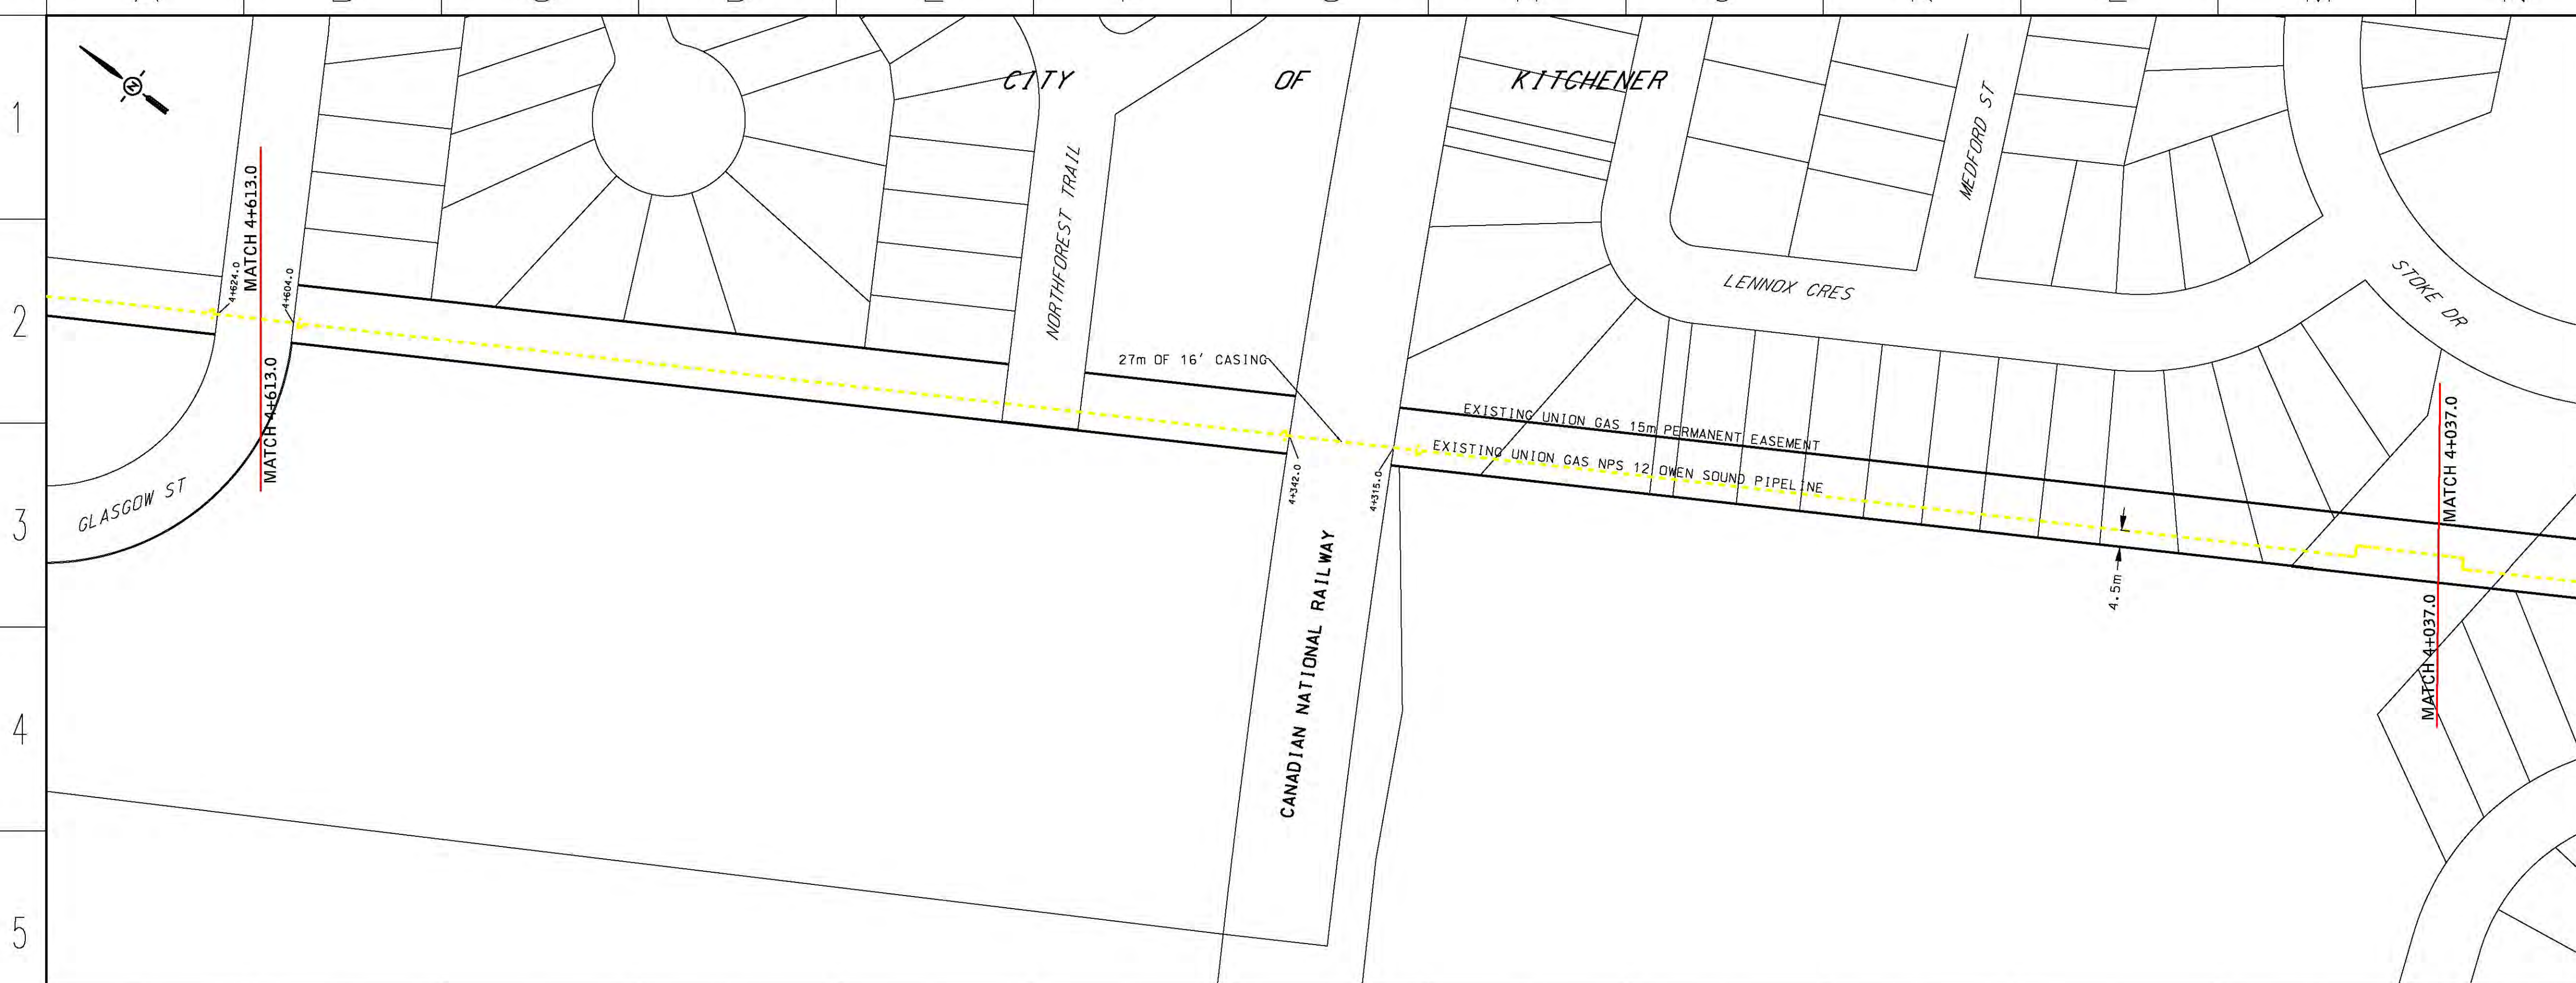 CITY OF KITCHENER
N
1
2
3
4
5
MATCH 4+613.0
MATCH 4+613.0
4+624.0
4+604.0
GLASGOW ST
NORTHFOREST TRAIL
27m OF 16' CASING
4+342.0
4+315.0
CANADIAN NATIONAL RAILWAY
EXISTING UNION GAS 15m PERMANENT EASEMENT
EXISTING UNION GAS NPS 12 OWEN SOUND PIPELINE
LENNOX CRES
MEDFORD ST
STOKE DR
4.5m
MATCH 4+037.0
MATCH 4+037.0